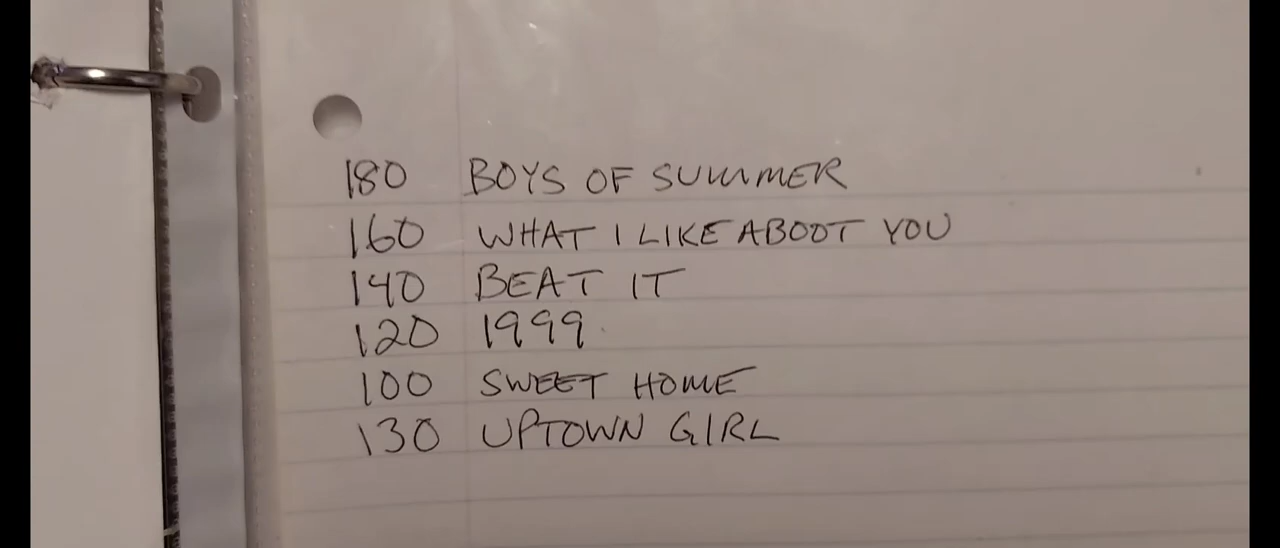 180 BOYS OF SUMMER
160 WHAT I LIKE ABOUT YOU
140 BEAT IT
120 1999
100 SWEET HOME
130 UPTOWN GIRL